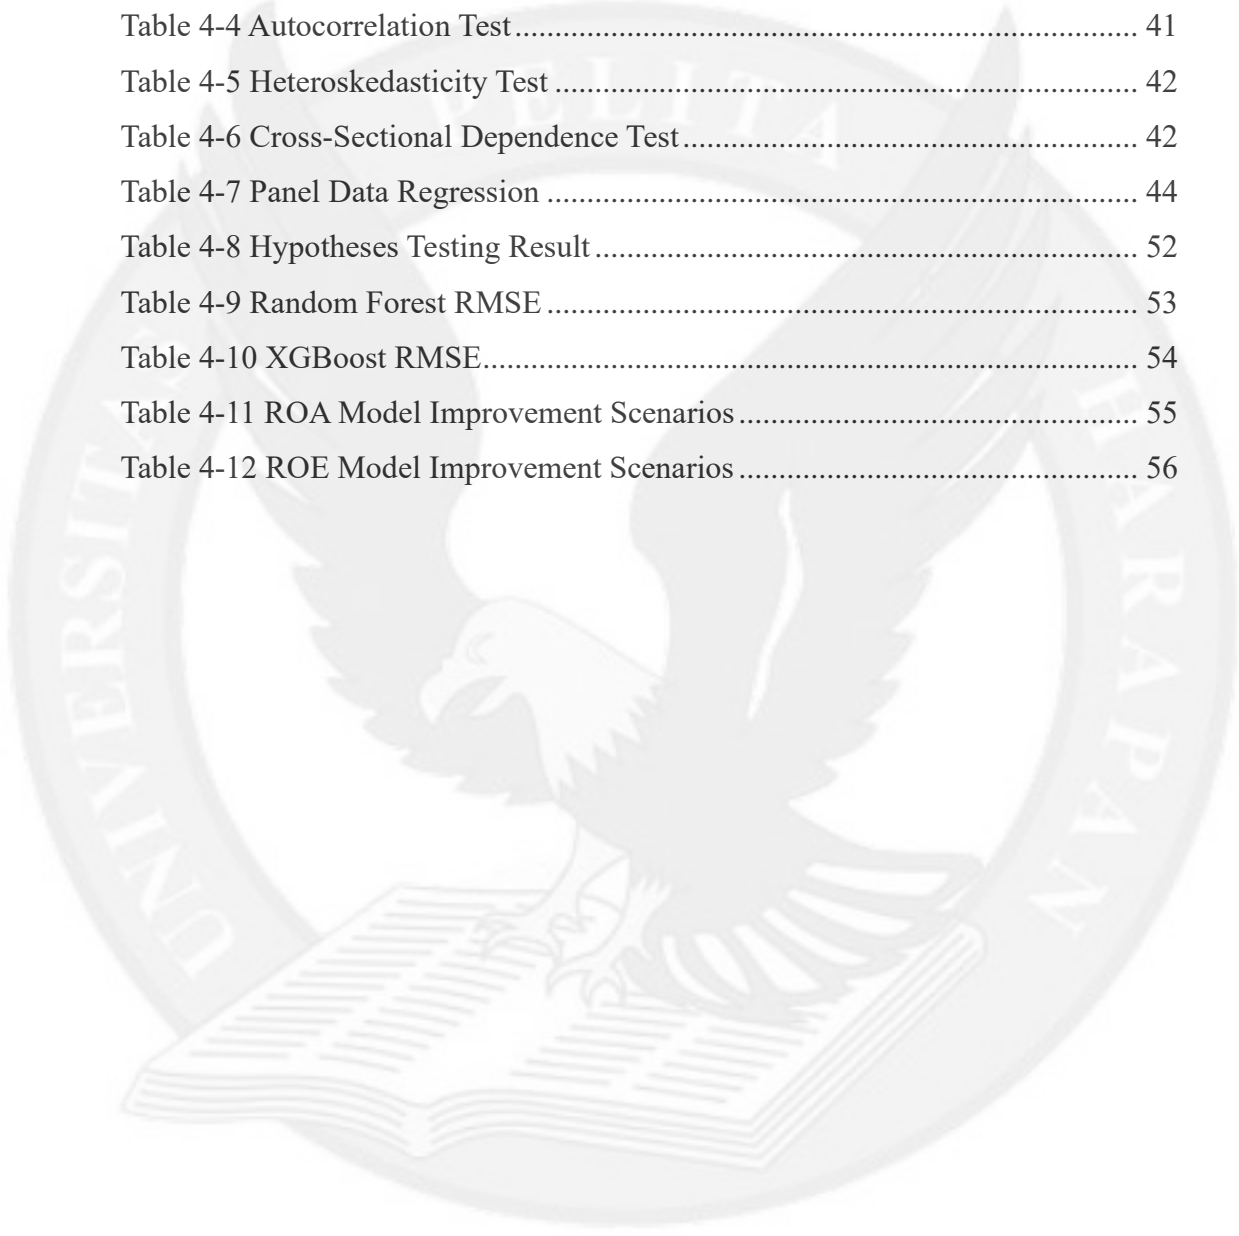 Table 4-4 Autocorrelation Test................................................................................ 41
Table 4-5 Heteroskedasticity Test ........................................................................... 42
Table 4-6 Cross-Sectional Dependence Test........................................................... 42
Table 4-7 Panel Data Regression ............................................................................ 44
Table 4-8 Hypotheses Testing Result...................................................................... 52
Table 4-9 Random Forest RMSE............................................................................ 53
Table 4-10 XGBoost RMSE.................................................................................... 54
Table 4-11 ROA Model Improvement Scenarios.................................................... 55
Table 4-12 ROE Model Improvement Scenarios.................................................... 56
UNIVERSITAS PELITA HARAPAN